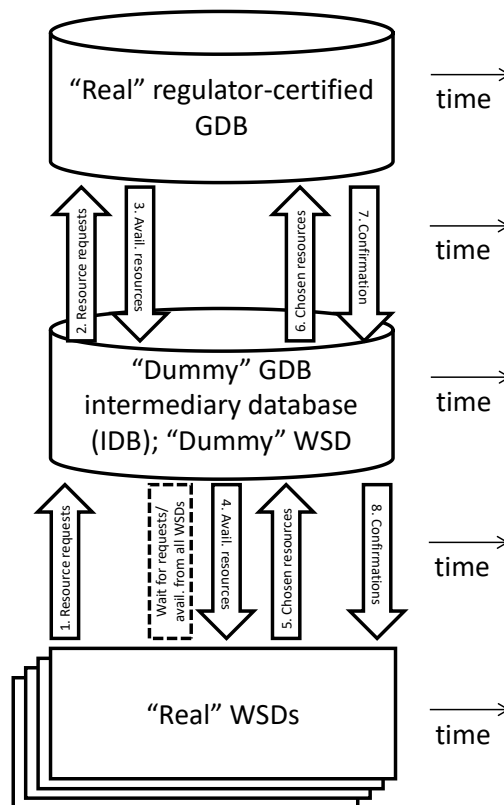 “Real” regulator-certified
GDB
time
2. Resource requests
3. Avail. resources
6. Chosen resources
7. Confirmation
time
“Dummy” GDB
intermediary database
(IDB); “Dummy” WSD
time
1. Resource requests
Wait for requests/
avail. from all WSDs
4. Avail. resources
5. Chosen resources
8. Confirmations
time
“Real” WSDs
time